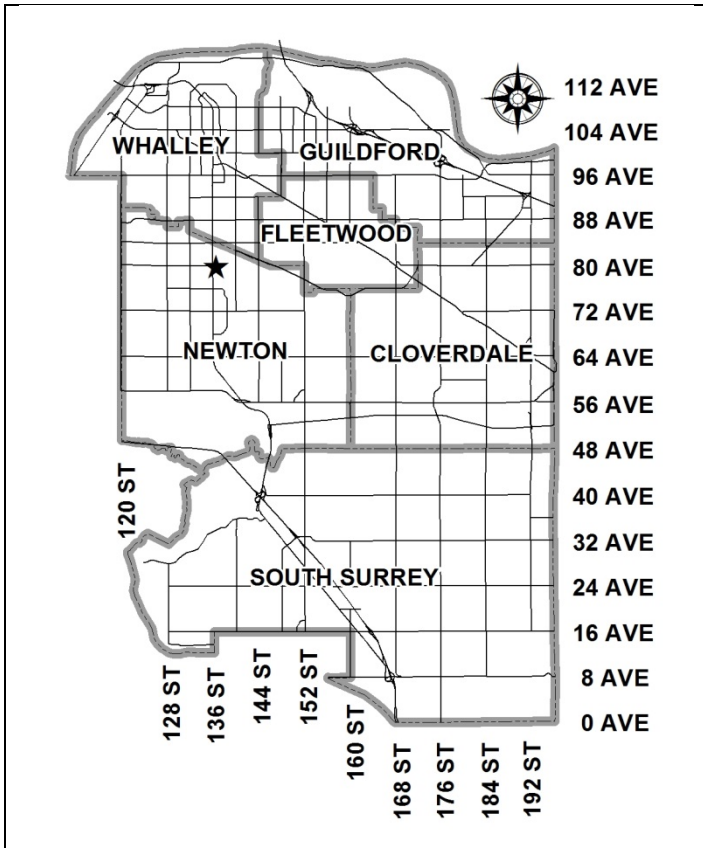 112 AVE
104 AVE
WHALLEY
GUILDFORD
96 AVE
88 AVE
FLEETWOOD
80 AVE
72 AVE
NEWTON
CLOVERDALE
64 AVE
56 AVE
48 AVE
120 ST
40 AVE
32 AVE
SOUTH SURREY
24 AVE
16 AVE
128 ST
136 ST
144 ST
152 ST
160 ST
8 AVE
0 AVE
168 ST
176 ST
184 ST
192 ST